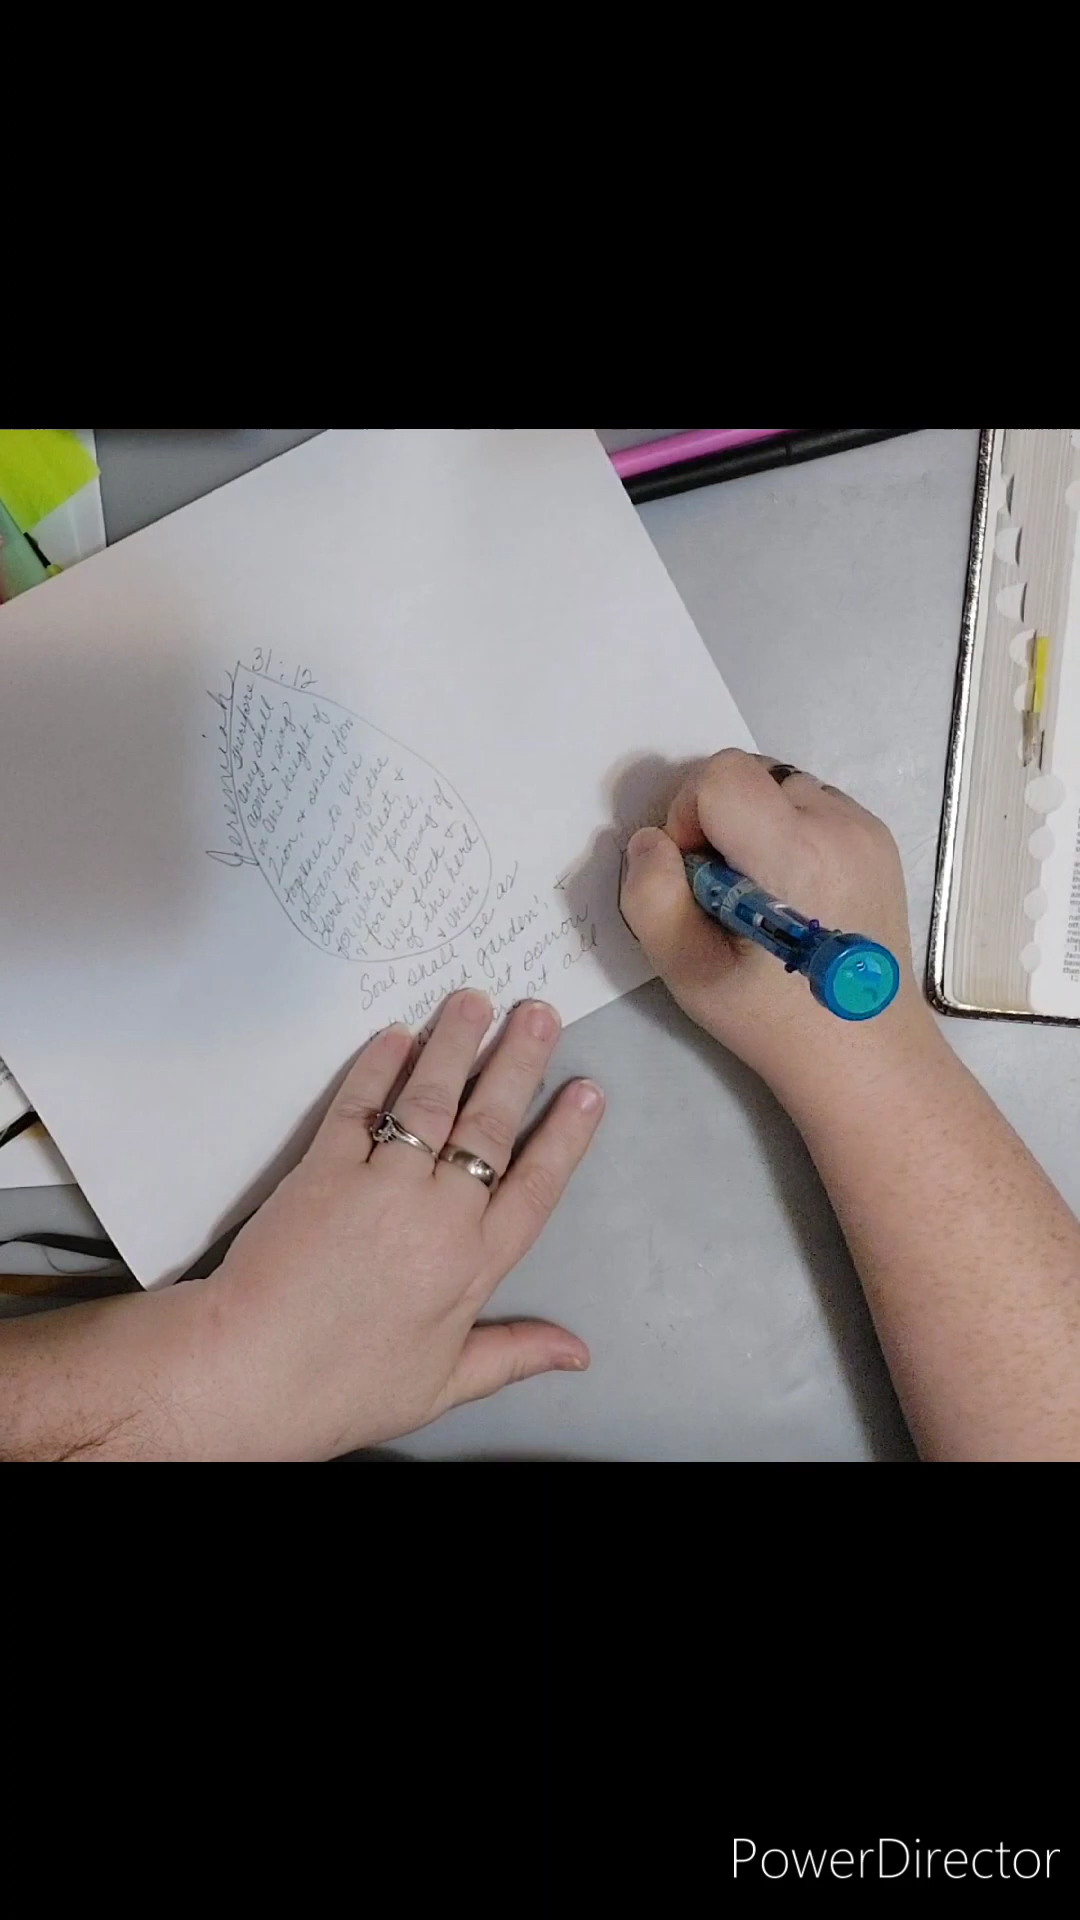 Jeremiah 31:12
Therefore
they shall
come + sing
in the height of
Zion, + shall flow
together to the
goodness of the
Lord, for wheat, +
for wine, + for oil,
+ for the young of
the flock +
of the herd
+ their
Soul shall be as
a watered garden; +
not sorrow
at all
PowerDirector